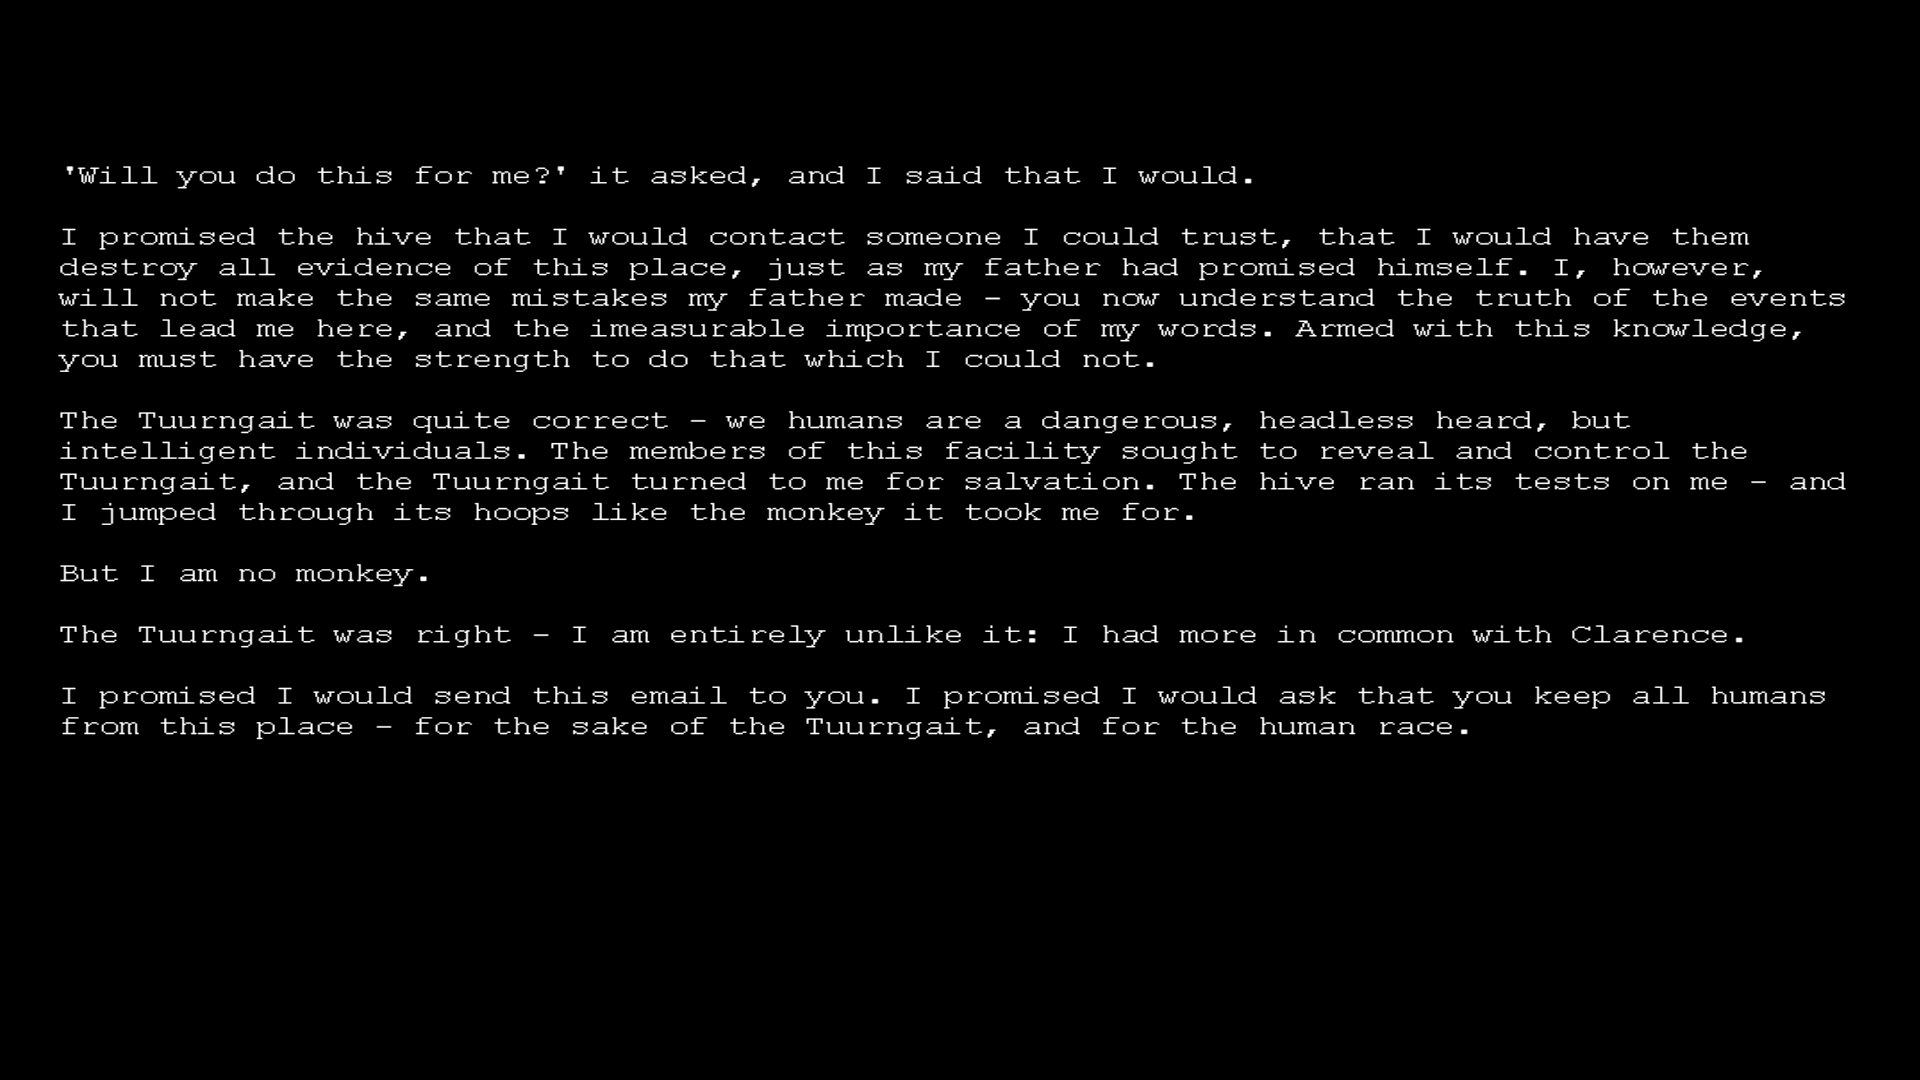 'Will you do this for me?' it asked, and I said that I would.
I promised the hive that I would contact someone I could trust, that I would have them
destroy all evidence of this place, just as my father had promised himself. I, however,
will not make the same mistakes my father made - you now understand the truth of the events
that lead me here, and the imeasurable importance of my words. Armed with this knowledge,
you must have the strength to do that which I could not.
The Tuurngait was quite correct - we humans are a dangerous, headless heard, but
intelligent individuals. The members of this facility sought to reveal and control the
Tuurngait, and the Tuurngait turned to me for salvation. The hive ran its tests on me - and
I jumped through its hoops like the monkey it took me for.
But I am no monkey.
The Tuurngait was right - I am entirely unlike it: I had more in common with Clarence.
I promised I would send this email to you. I promised I would ask that you keep all humans
from this place - for the sake of the Tuurngait, and for the human race.